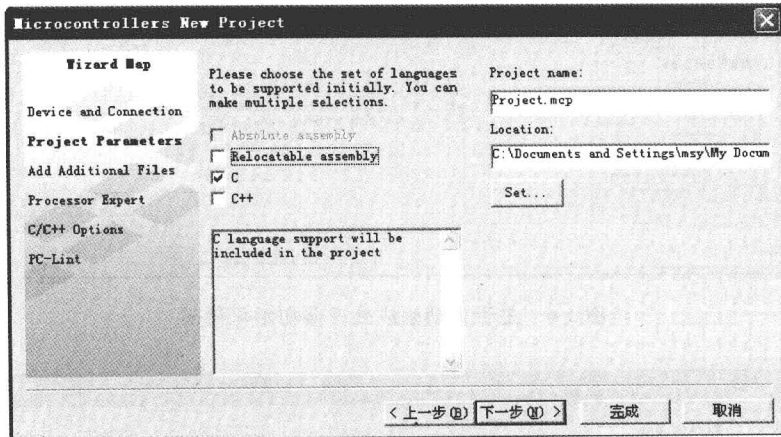 Microcontrollers New Project
Wizard Map
Device and Connection
Project Parameters
Add Additional Files
Processor Expert
C/C++ Options
PC-Lint
Please choose the set of languages
to be supported initially. You can
make multiple selections.
Absolute assembly
Relocatable assembly
C
C++
C language support will be
included in the project
Project name:
Project.mcp
Location:
C:\Documents and Settings\msy\My Docum
Set...
< 上一步(B)
下一步(N) >
完成
取消